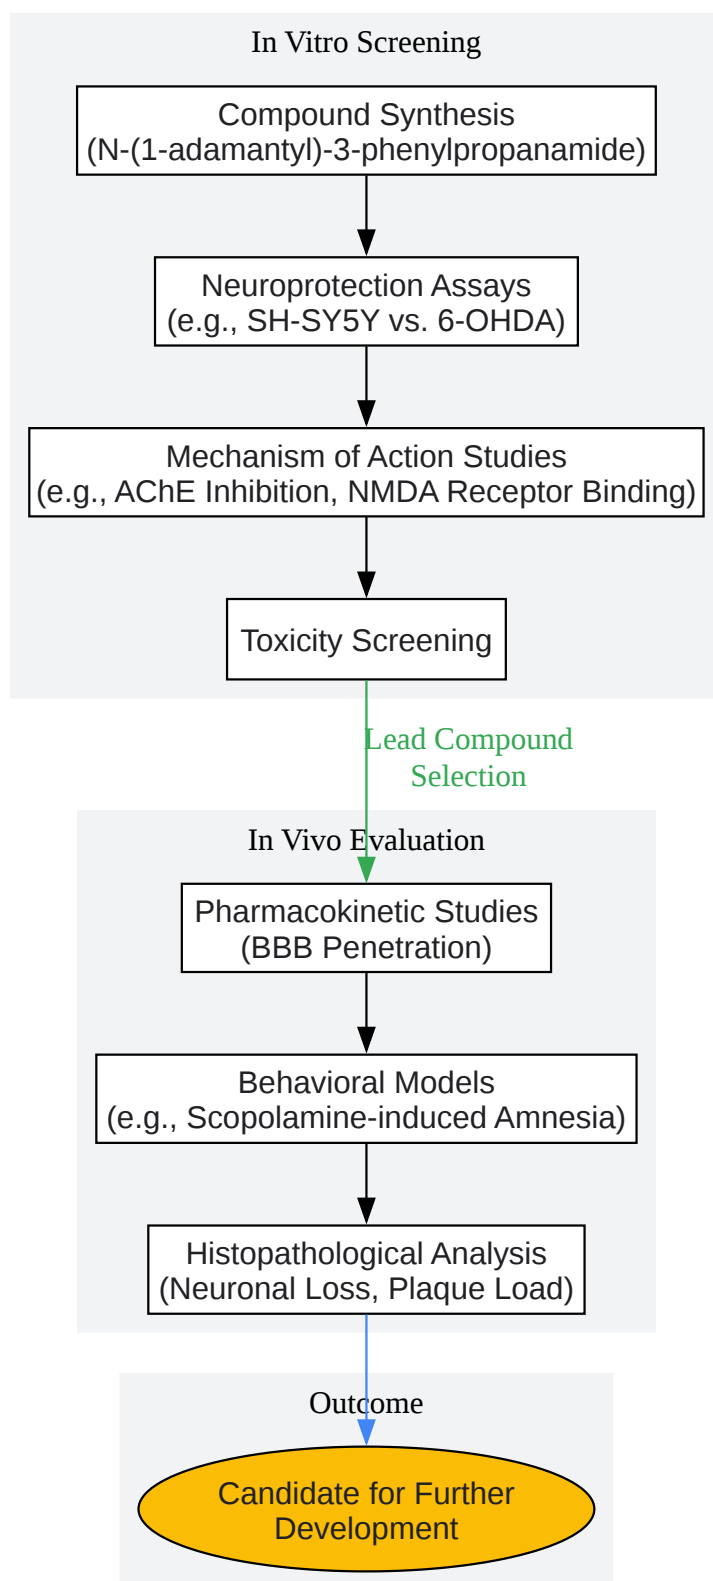 In Vitro Screening
Compound Synthesis
(N-(1-adamantyl)-3-phenylpropanamide)
Neuroprotection Assays
(e.g., SH-SY5Y vs. 6-OHDA)
Mechanism of Action Studies
(e.g., AChE Inhibition, NMDA Receptor Binding)
Toxicity Screening
Lead Compound
Selection
In Vivo Evaluation
Pharmacokinetic Studies
(BBB Penetration)
Behavioral Models
(e.g., Scopolamine-induced Amnesia)
Histopathological Analysis
(Neuronal Loss, Plaque Load)
Outcome
Candidate for Further
Development